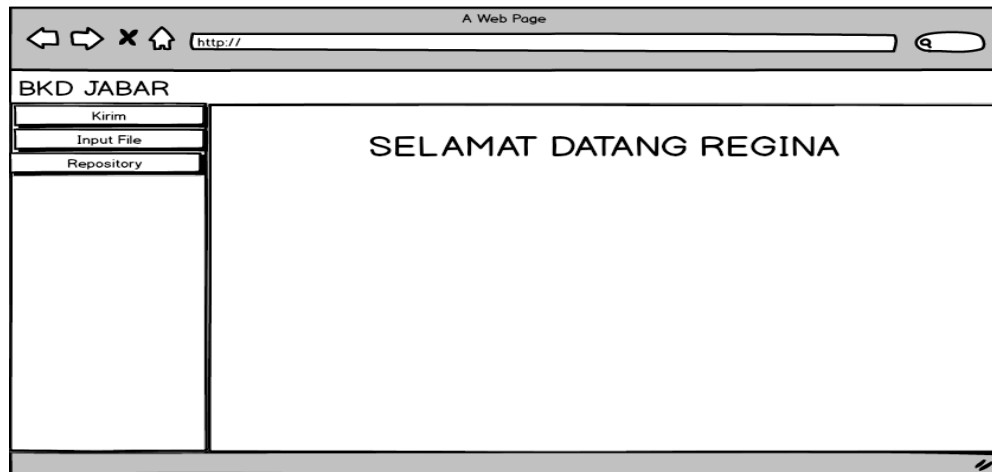 A Web Page
http://
BKD JABAR
Kirim
Input File
Repository
SELAMAT DATANG REGINA